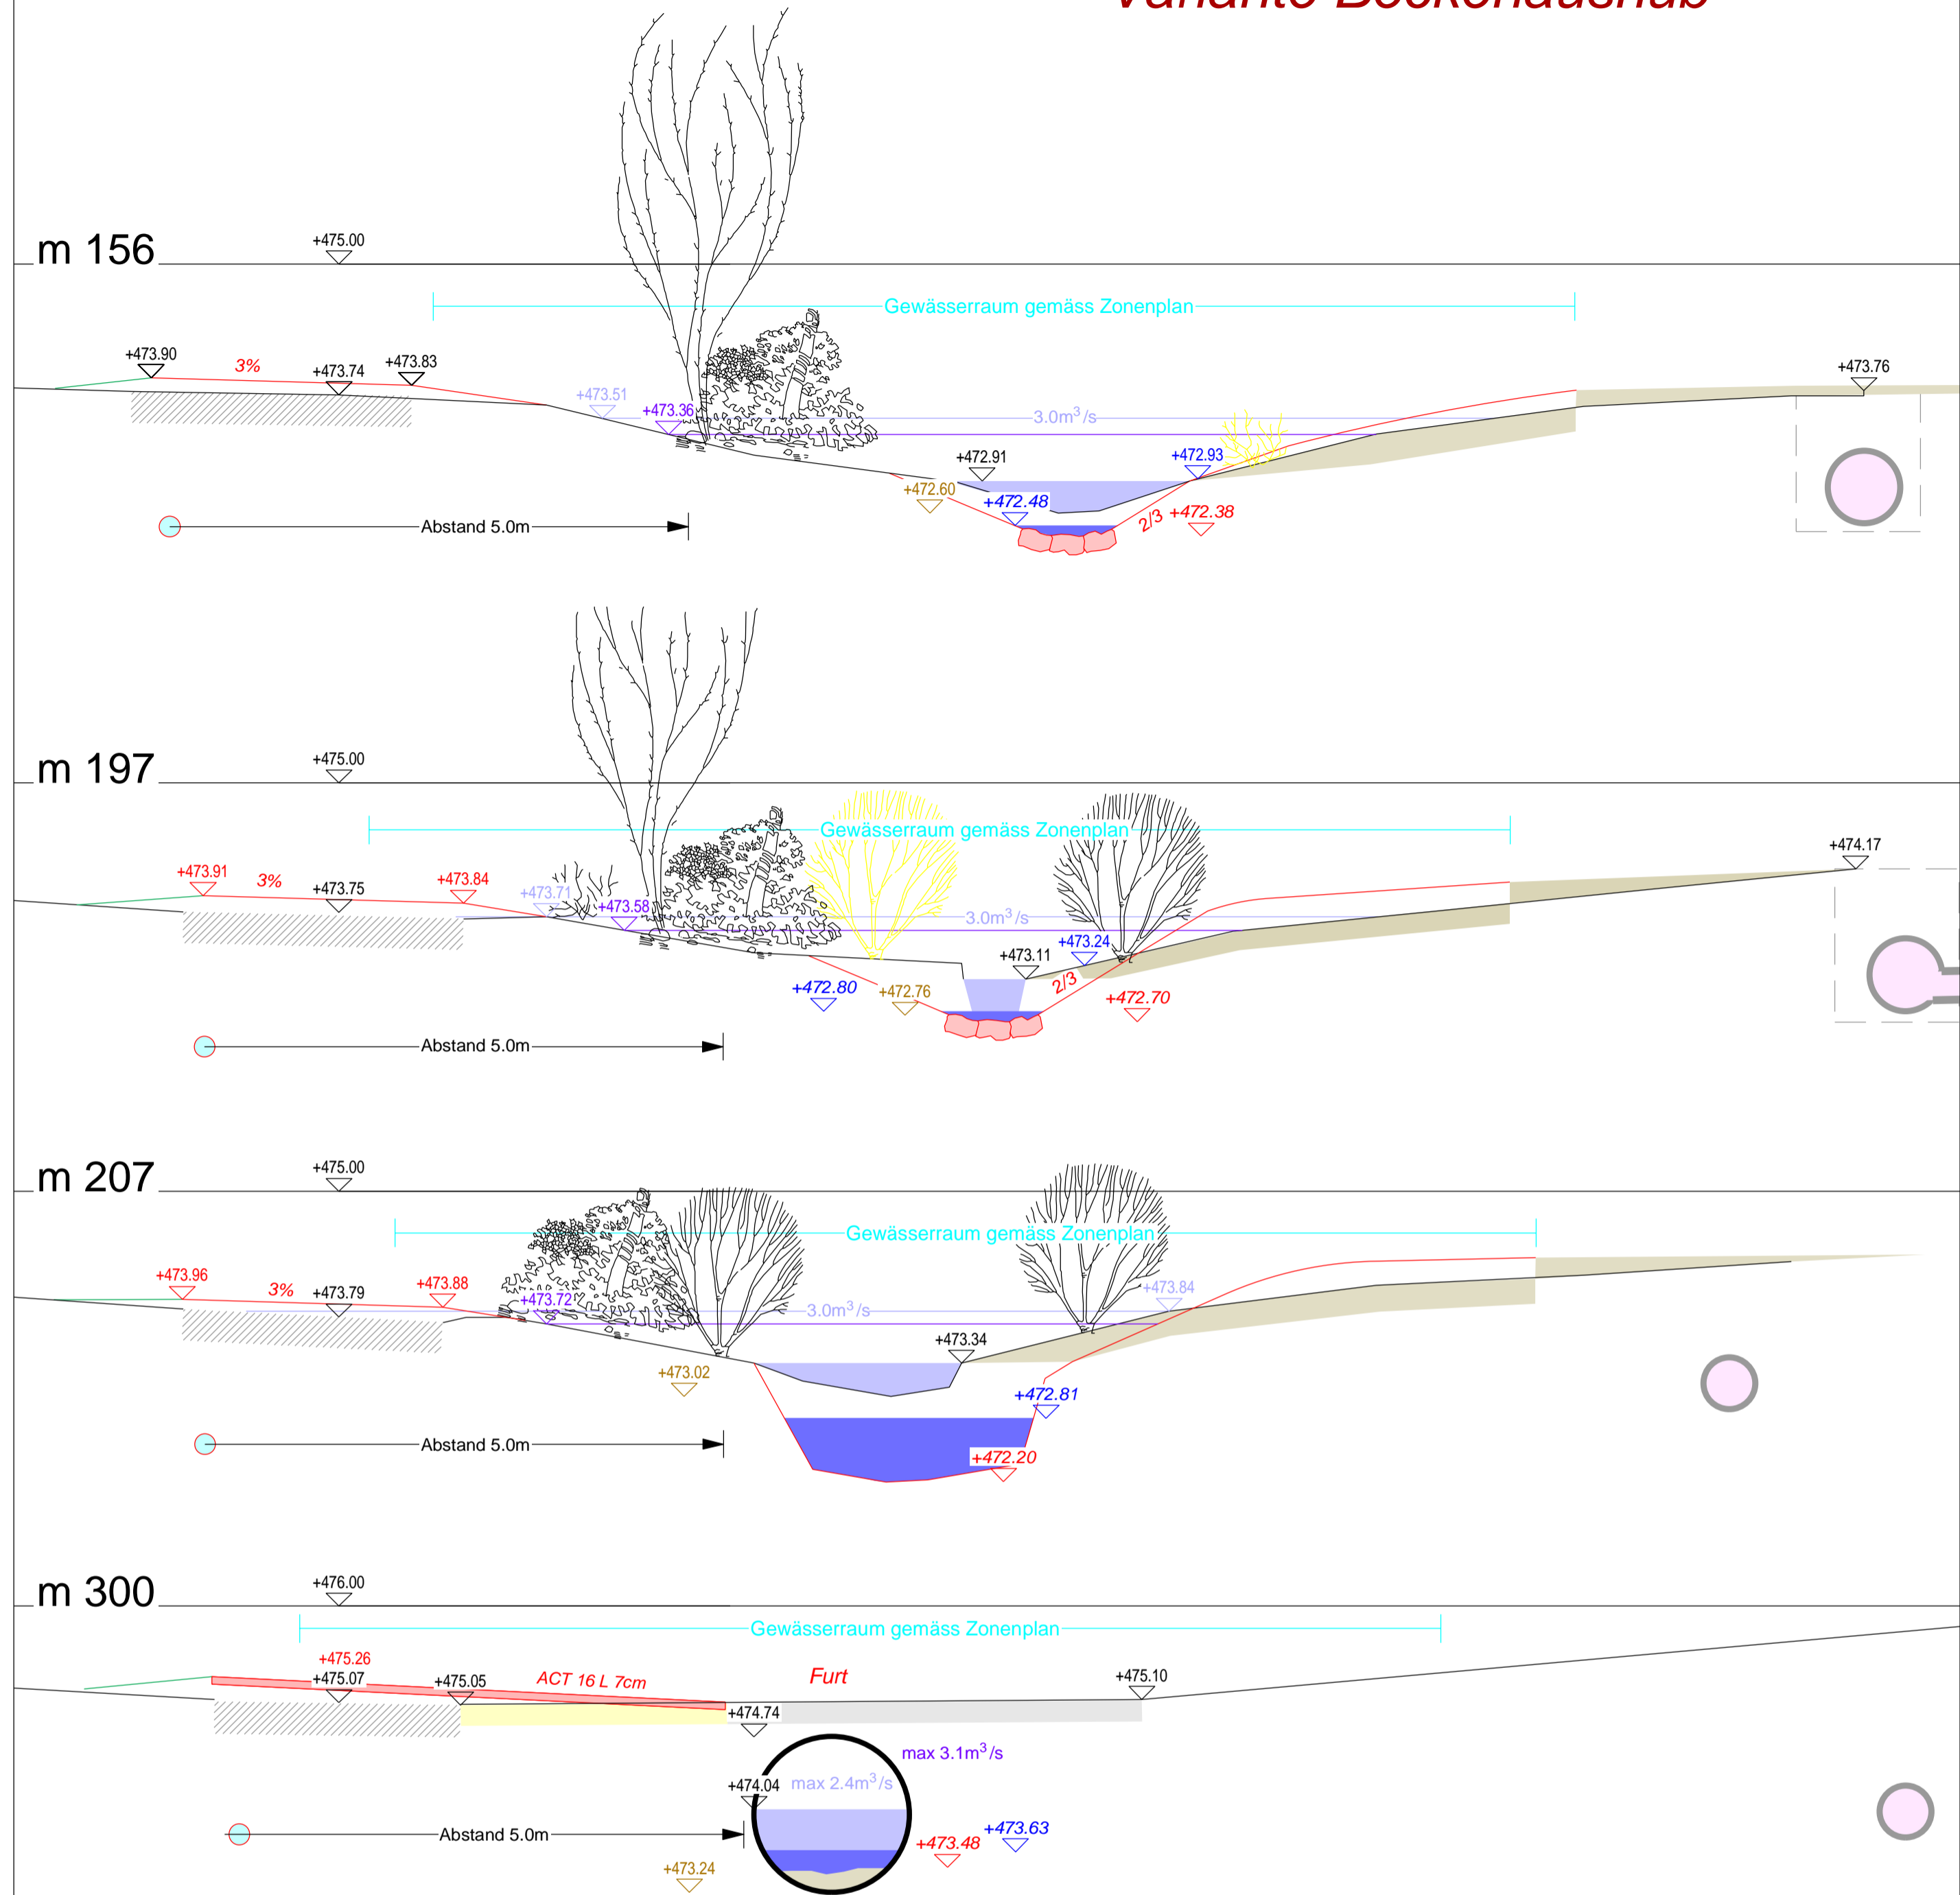 Variante Beckenaushub
m 156
+475.00
Gewässerraum gemäss Zonenplan
+473.90
3%
+473.74
+473.83
+473.51
+473.36
3.0m³/s
+473.76
+472.91
+472.93
+472.60
+472.48
2/3
+472.38
Abstand 5.0m
m 197
+475.00
Gewässerraum gemäss Zonenplan
+473.91
3%
+473.75
+473.84
+473.71
+473.58
3.0m³/s
+474.17
+473.11
+473.24
+472.80
+472.76
2/3
+472.70
Abstand 5.0m
m 207
+475.00
Gewässerraum gemäss Zonenplan
+473.96
3%
+473.79
+473.88
+473.72
3.0m³/s
+473.84
+473.34
+473.02
+472.81
Abstand 5.0m
+472.20
m 300
+476.00
Gewässerraum gemäss Zonenplan
+475.26
+475.07
+475.05
ACT 16 L 7cm
Furt
+475.10
+474.74
max 3.1m³/s
+474.04
max 2.4m³/s
Abstand 5.0m
+473.48
+473.63
+473.24